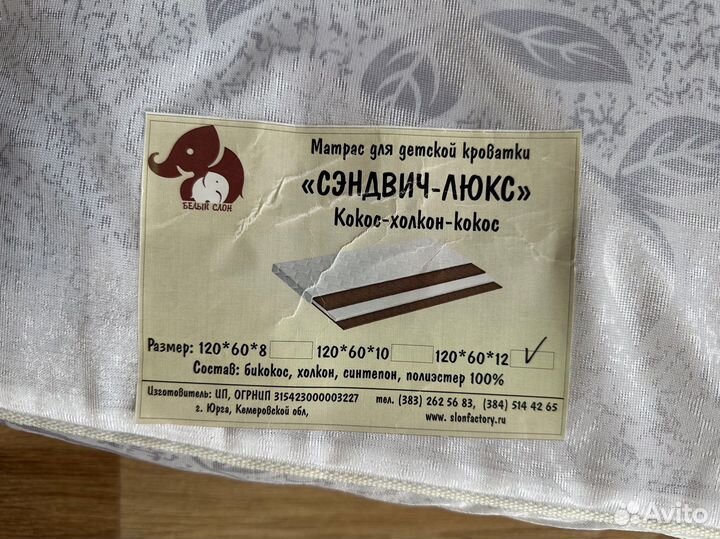 БЕЛЫЙ СЛОН
Матрас для детской кроватки
«СЭНДВИЧ-ЛЮКС»
Кокос-холкон-кокос
Размер: 120*60*8 120*60*10 120*60*12
Состав: бикокос, холкон, синтепон, полиэстер 100%
Изготовитель: ИП, ОГРНИП 315423000003227 тел. (383) 262 56 83, (384) 514 42 65
г. Юрга, Кемеровской обл, www. slonfactory.ru
Avito